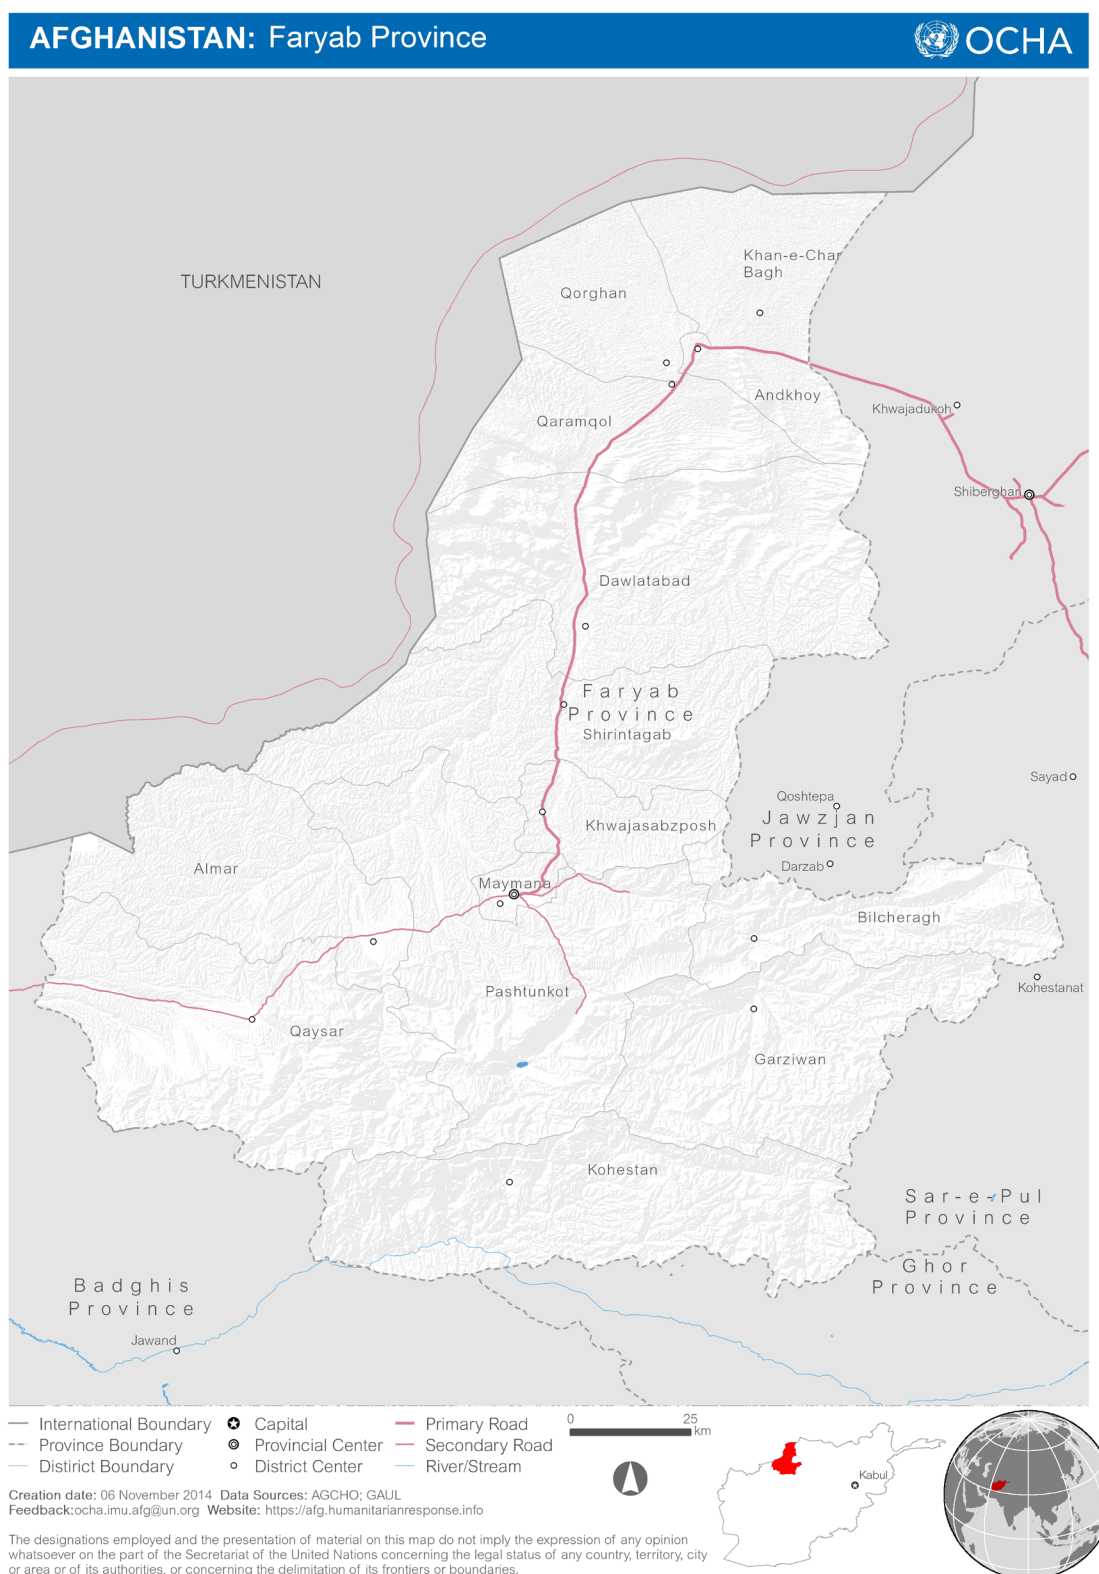 AFGHANISTAN: Faryab Province
OCHA
TURKMENISTAN
Khan-e-Char
Bagh
Qorghan
Andkhoy
Khwajadukoh
Qaramqol
Shiberghan
Dawlatabad
Faryab
Province
Shirintagab
Sayad
Qoshtepa
Jawzjan
Province
Khwajasabzposh
Darzab
Almar
Maymana
Bilcheragh
Kohestanat
Pashtunkot
Qaysar
Garziwan
Kohestan
Sar-e-Pul
Province
Ghor
Province
Badghis
Province
Jawand
International Boundary
Province Boundary
Distirict Boundary
Capital
Provincial Center
District Center
Primary Road
Secondary Road
River/Stream
0 25
km
Kabul
Creation date: 06 November 2014 Data Sources: AGCHO; GAUL
Feedback:ocha.imu.afg@un.org Website: https://afg.humanitarianresponse.info
The designations employed and the presentation of material on this map do not imply the expression of any opinion
whatsoever on the part of the Secretariat of the United Nations concerning the legal status of any country, territory, city
or area or of its authorities, or concerning the delimitation of its frontiers or boundaries.